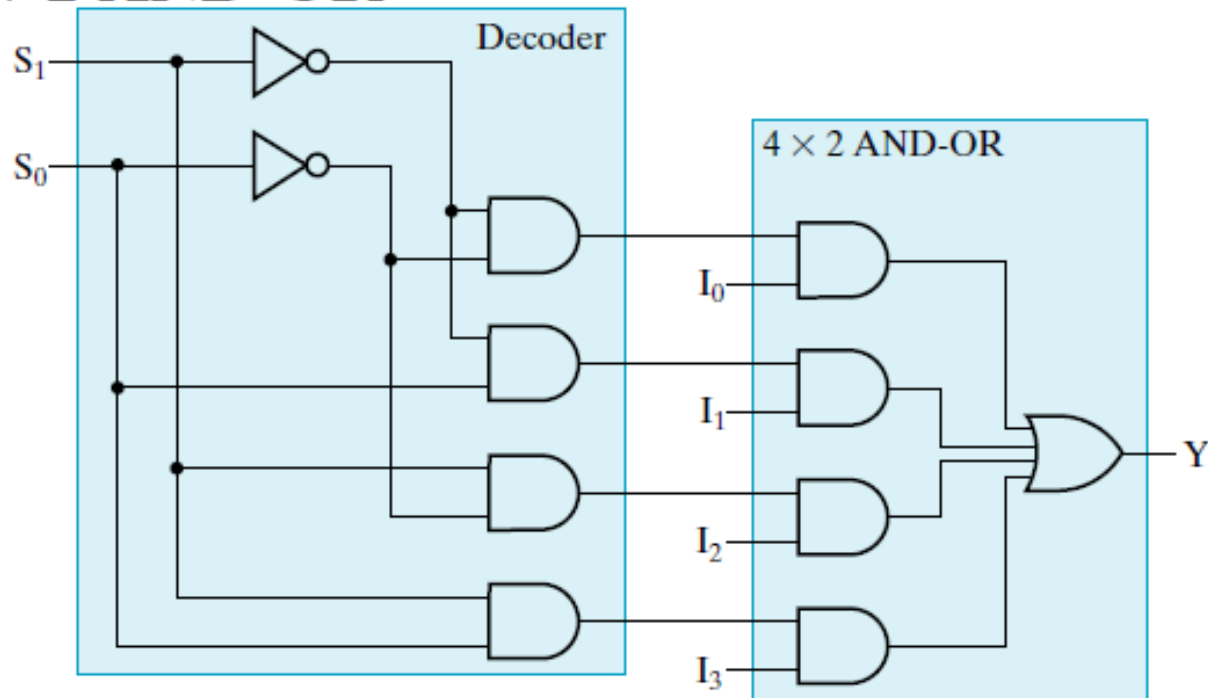 Decoder
S₁
S₀
4 × 2 AND-OR
I₀
I₁
Y
I₂
I₃